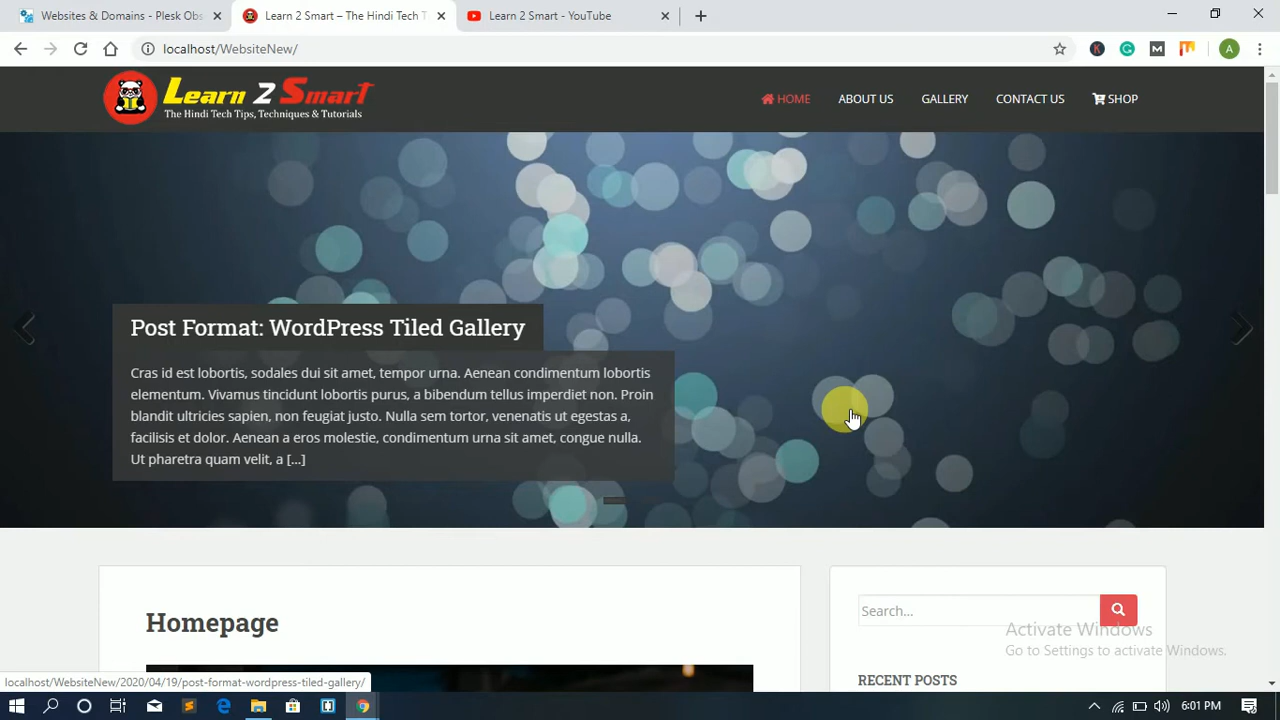 Websites & Domains - Plesk Obs
Learn 2 Smart – The Hindi Tech T
Learn 2 Smart - YouTube
localhost/WebsiteNew/
A
Learn 2 Smart
The Hindi Tech Tips, Techniques & Tutorials
HOME
ABOUT US
GALLERY
CONTACT US
SHOP
Post Format: WordPress Tiled Gallery
Cras id est lobortis, sodales dui sit amet, tempor urna. Aenean condimentum lobortis
elementum. Vivamus tincidunt lobortis purus, a bibendum tellus imperdiet non. Proin
blandit ultricies sapien, non feugiat justo. Nulla sem tortor, venenatis ut egestas a,
facilisis et dolor. Aenean a eros molestie, condimentum urna sit amet, congue nulla.
Ut pharetra quam velit, a [...]
Homepage
Search...
Activate Windows
Go to Settings to activate Windows.
RECENT POSTS
localhost/WebsiteNew/2020/04/19/post-format-wordpress-tiled-gallery/
6:01 PM